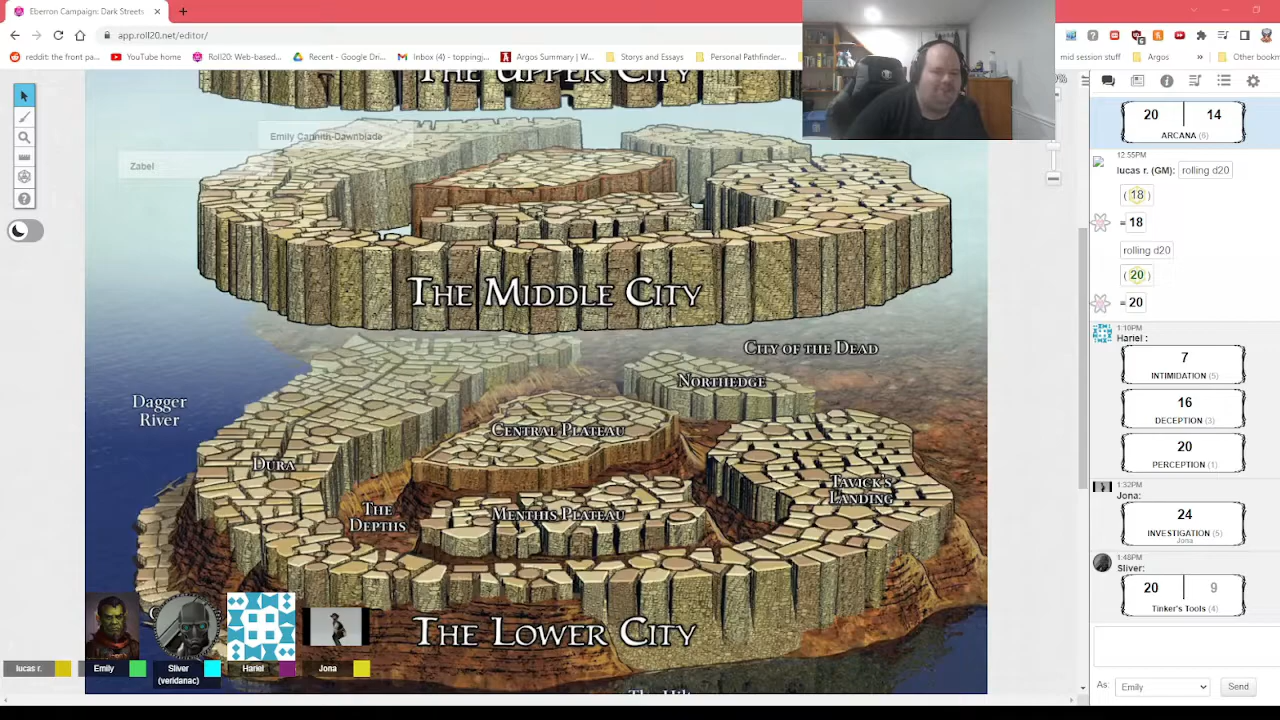 Eberron Campaign: Dark Streets
app.roll20.net/editor/
reddit: the front pa...
YouTube home
Roll20: Web-based...
Recent - Google Dri...
Inbox (4) - toppingj...
Argos Summary | W...
Storys and Essays
Personal Pathfinder...
mid session stuff
Argos
Other bookm
The Upper City
Emily Cannith-Dawnblade
Zabel
The Middle City
City of the Dead
Northedge
Dagger
River
Central Plateau
Dura
Tavick's
Landing
The
Depths
Menthis Plateau
The Lower City
lucas r.
Emily
Sliver
(veridanac)
Hariel
Jona
20 14
ARCANA (6)
12:55PM
lucas r. (GM): rolling d20
(18)
= 18
rolling d20
(20)
= 20
1:10PM
Hariel :
7
INTIMIDATION (5)
16
DECEPTION (3)
20
PERCEPTION (1)
1:32PM
Jona:
24
INVESTIGATION (5)
Jona
1:48PM
Sliver:
20 9
Tinker's Tools (4)
As: Emily Send